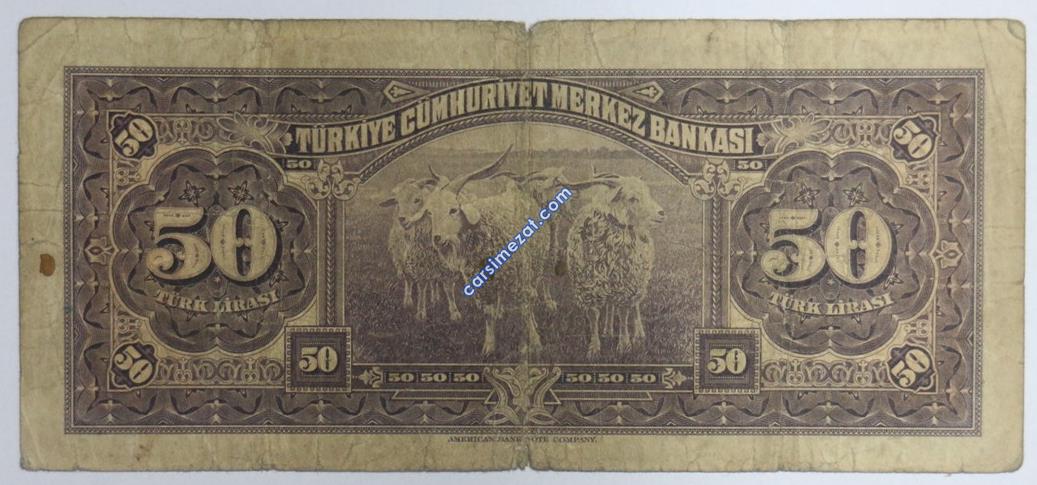 TÜRKİYE CÜMHURİYET MERKEZ BANKASI
50 50
50 50
50 50
TÜRK LİRASI TÜRK LİRASI
carsimezat.com
50 50
50 50
50 50 50 50 50 50
AMERICAN BANK NOTE COMPANY.